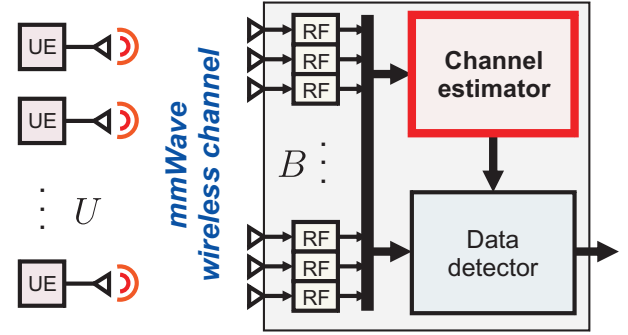 UE
UE
U
UE
mmWave
wireless channel
RF
RF
RF
B
RF
RF
RF
Channel
estimator
Data
detector